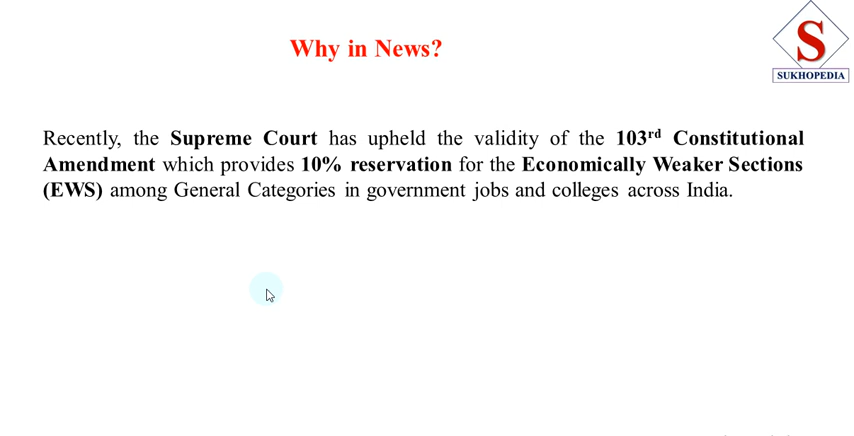 Why in News?
S
SUKHOPEDIA
Recently, the Supreme Court has upheld the validity of the 103rd Constitutional
Amendment which provides 10% reservation for the Economically Weaker Sections
(EWS) among General Categories in government jobs and colleges across India.